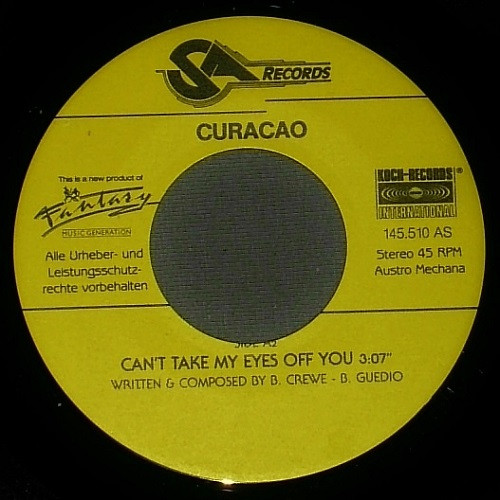 SA RECORDS
CURACAO
This is a new product of
Fantasy
MUSIC GENERATION
Alle Urheber- und
Leistungsschutz-
rechte vorbehalten
KOCH-RECORDS®
INTERNATIONAL
145.510 AS
Stereo 45 RPM
Austro Mechana
SIDE A2
CAN'T TAKE MY EYES OFF YOU 3:07"
WRITTEN & COMPOSED BY B. CREWE - B. GUEDIO